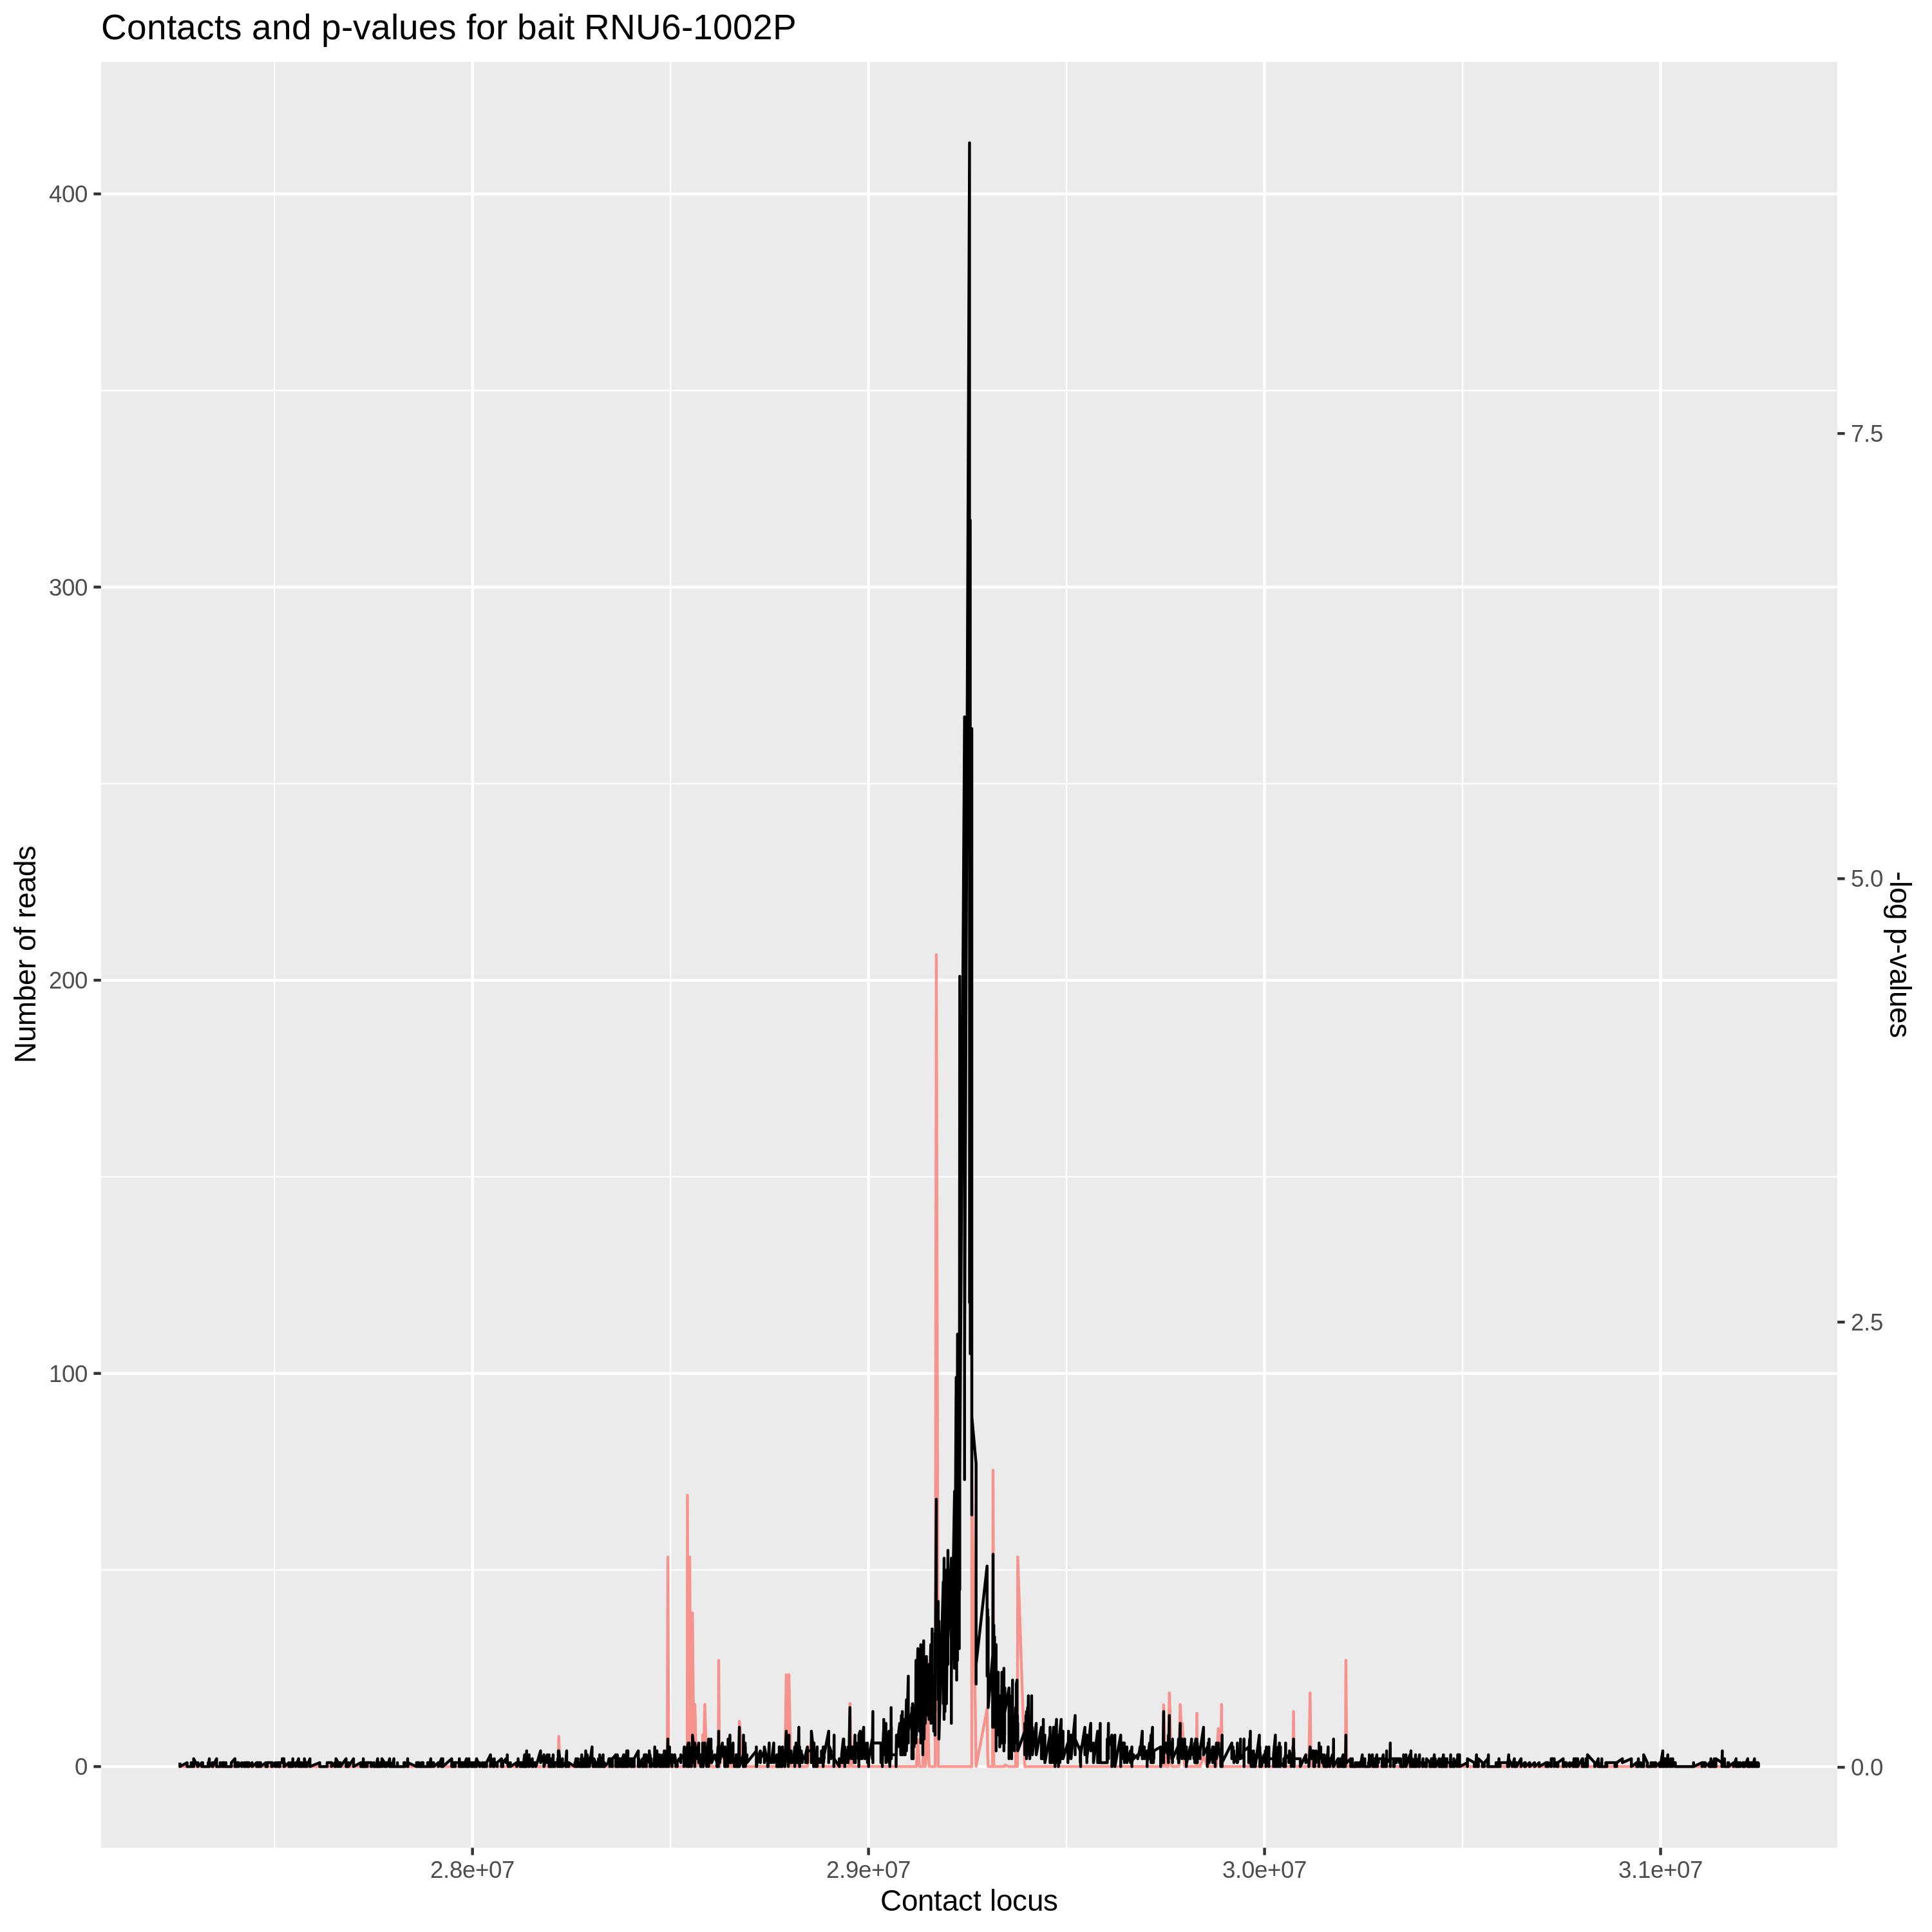 Contacts and p-values for bait RNU6-1002P
400
300
200
100
0
Number of reads
7.5
5.0
2.5
0.0
-log p-values
2.8e+07
2.9e+07
3.0e+07
3.1e+07
Contact locus